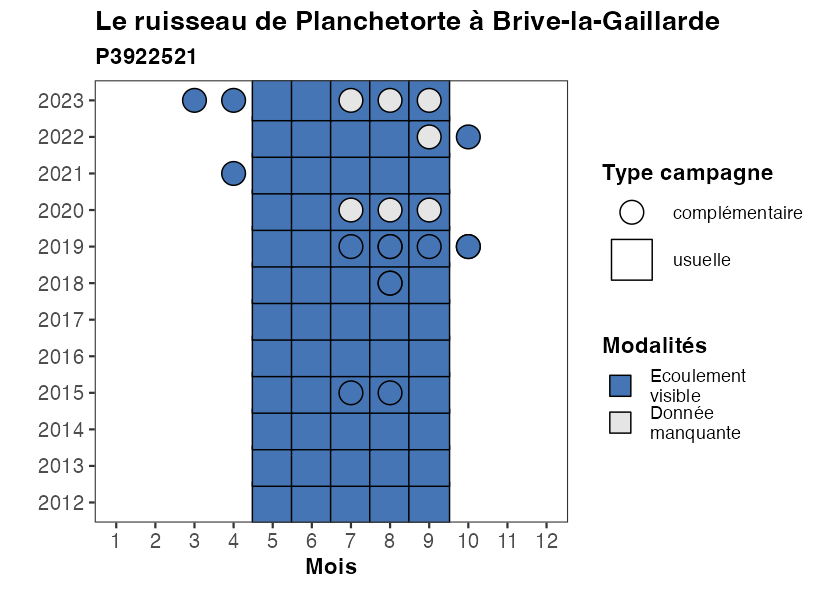 Le ruisseau de Planchetorte à Brive-la-Gaillarde
P3922521
2023
2022
2021
2020
2019
2018
2017
2016
2015
2014
2013
2012
1 2 3 4 5 6 7 8 9 10 11 12
Mois
Type campagne
complémentaire
usuelle
Modalités
Ecoulement
visible
Donnée
manquante